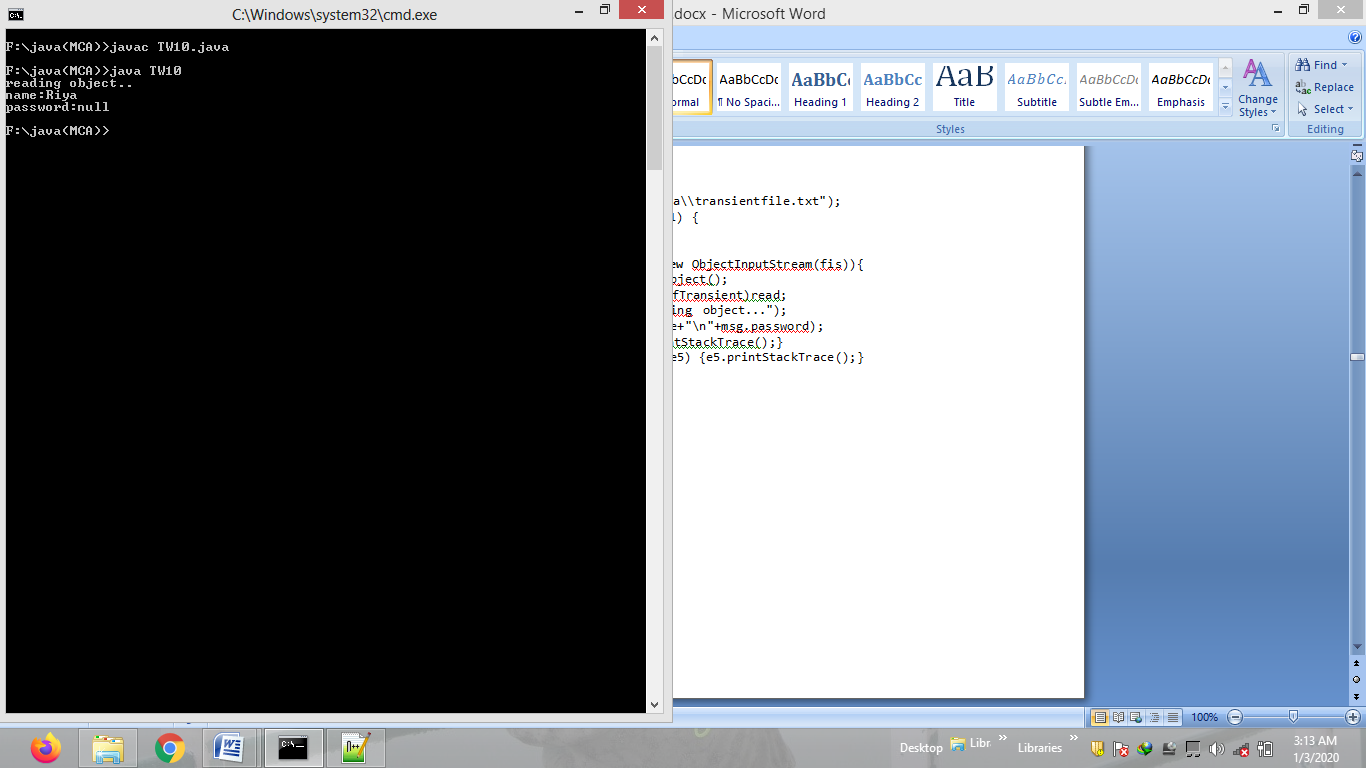 C:\Windows\system32\cmd.exe
F:\java(MCA)>javac TW10.java
F:\java(MCA)>java TW10
reading object..
name:Riya
password:null
F:\java(MCA)>
.docx - Microsoft Word
AaBbCcDc AaBbCcDc AaBbC AaBbCc AaB AaBbCc. AaBbCcDc AaBbCcDc
ormal ¶ No Spaci... Heading 1 Heading 2 Title Subtitle Subtle Em... Emphasis
Change Styles
Styles
Find
Replace
Select
Editing
a\\transientfile.txt");
1) {
ew ObjectInputStream(fis)){
bject();
fTransient)read;
ing object...");
e+"\n"+msg.password);
ntStackTrace();}
e5) {e5.printStackTrace();}
100%
Desktop Libr » Libraries »
3:13 AM
1/3/2020